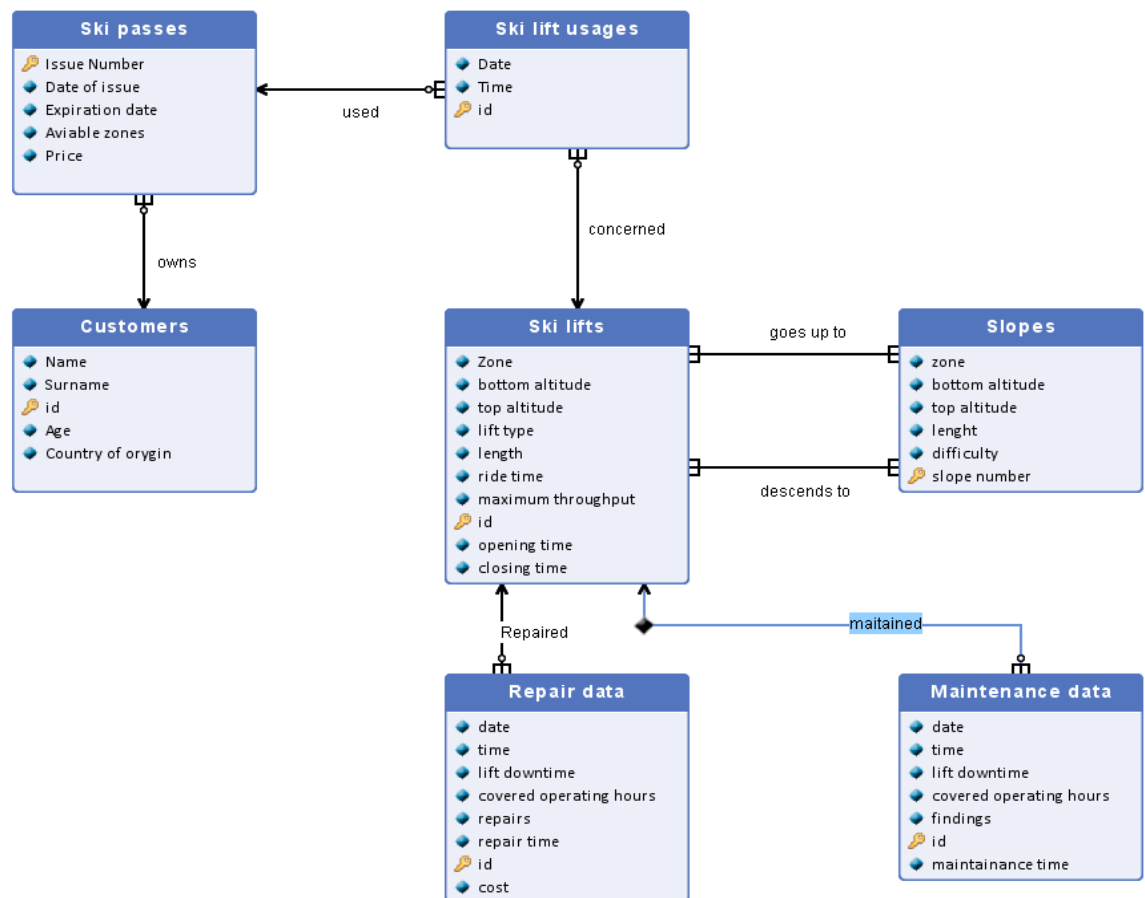 Ski passes
Issue Number
Date of issue
Expiration date
Aviable zones
Price
used
Ski lift usages
Date
Time
id
owns
concerned
Customers
Name
Surname
id
Age
Country of orygin
Ski lifts
Zone
bottom altitude
top altitude
lift type
length
ride time
maximum throughput
id
opening time
closing time
goes up to
descends to
Slopes
zone
bottom altitude
top altitude
lenght
difficulty
slope number
Repaired
maitained
Repair data
date
time
lift downtime
covered operating hours
repairs
repair time
id
cost
Maintenance data
date
time
lift downtime
covered operating hours
findings
id
maintainance time